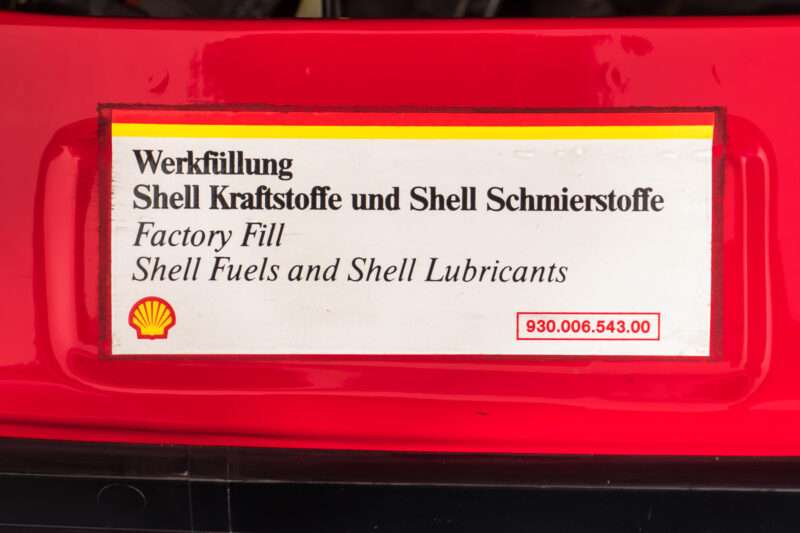 Werkfüllung
Shell Kraftstoffe und Shell Schmierstoffe
Factory Fill
Shell Fuels and Shell Lubricants
930.006.543.00